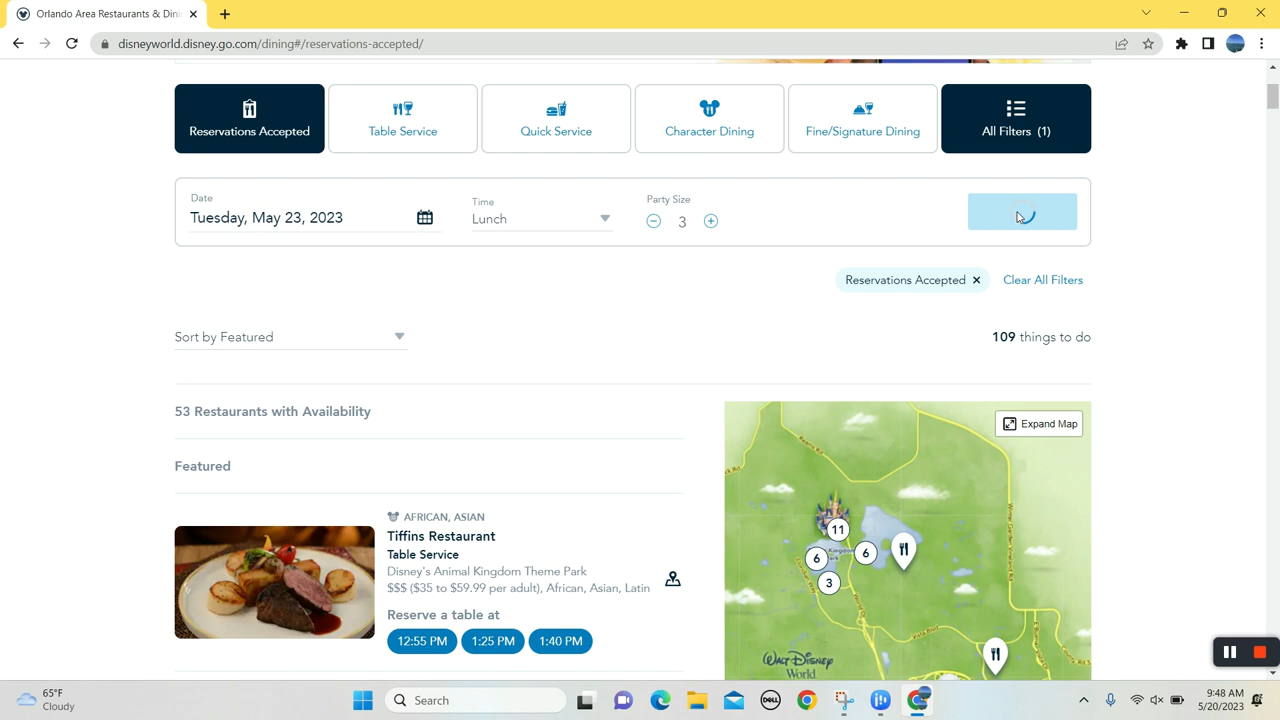 Orlando Area Restaurants & Dini
disneyworld.disney.go.com/dining#/reservations-accepted/
Reservations Accepted
Table Service
Quick Service
Character Dining
Fine/Signature Dining
All Filters (1)
Date
Tuesday, May 23, 2023
Time
Lunch
Party Size
3
Reservations Accepted
Clear All Filters
Sort by Featured
109 things to do
53 Restaurants with Availability
Featured
AFRICAN, ASIAN
Tiffins Restaurant
Table Service
Disney's Animal Kingdom Theme Park
$$$ ($35 to $59.99 per adult), African, Asian, Latin
Reserve a table at
12:55 PM
1:25 PM
1:40 PM
Expand Map
11
6
6
3
WALT DISNEY
World
65°F
Cloudy
Search
DELL
9:48 AM
5/20/2023